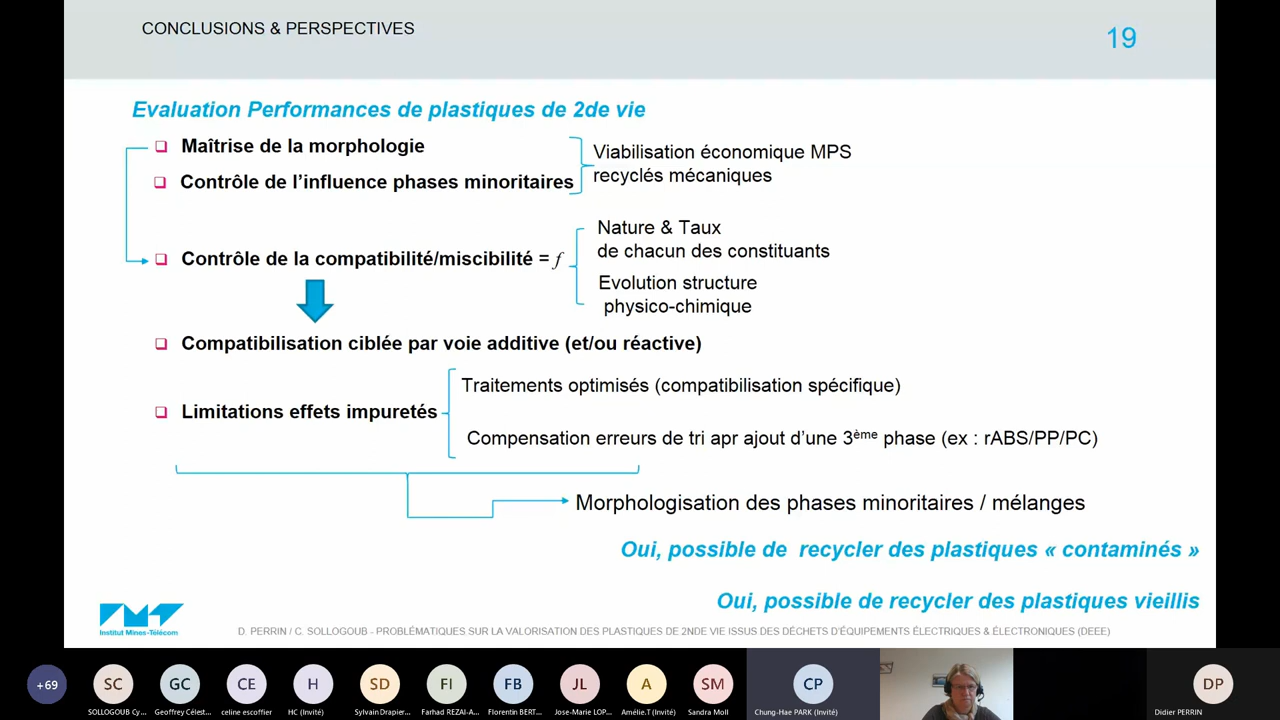 CONCLUSIONS & PERSPECTIVES
19
Evaluation Performances de plastiques de 2de vie
Maîtrise de la morphologie
Contrôle de l’influence phases minoritaires
Viabilisation économique MPS
recyclés mécaniques
Contrôle de la compatibilité/miscibilité = f
Nature & Taux
de chacun des constituants
Evolution structure
physico-chimique
Compatibilisation ciblée par voie additive (et/ou réactive)
Limitations effets impuretés
Traitements optimisés (compatibilisation spécifique)
Compensation erreurs de tri apr ajout d’une 3ème phase (ex : rABS/PP/PC)
Morphologisation des phases minoritaires / mélanges
Oui, possible de recycler des plastiques « contaminés »
Oui, possible de recycler des plastiques vieillis
Institut Mines-Télécom
D. PERRIN / C. SOLLOGOUB - PROBLÉMATIQUES SUR LA VALORISATION DES PLASTIQUES DE 2NDE VIE ISSUS DES DÉCHETS D'ÉQUIPEMENTS ÉLECTRIQUES & ÉLECTRONIQUES (DEEE)
+69
SC
GC
CE
H
SD
FI
FB
JL
A
SM
CP
DP
SOLLOGOUB Cy...
Geoffrey Célest...
celine escoffier
HC (Invité)
Sylvain Drapier...
Farhad REZAI-A...
Florentin BERT...
Jose-Marie LOP...
Amélie.T (Invité)
Sandra Moll
Chung-Hae PARK (Invité)
Didier PERRIN